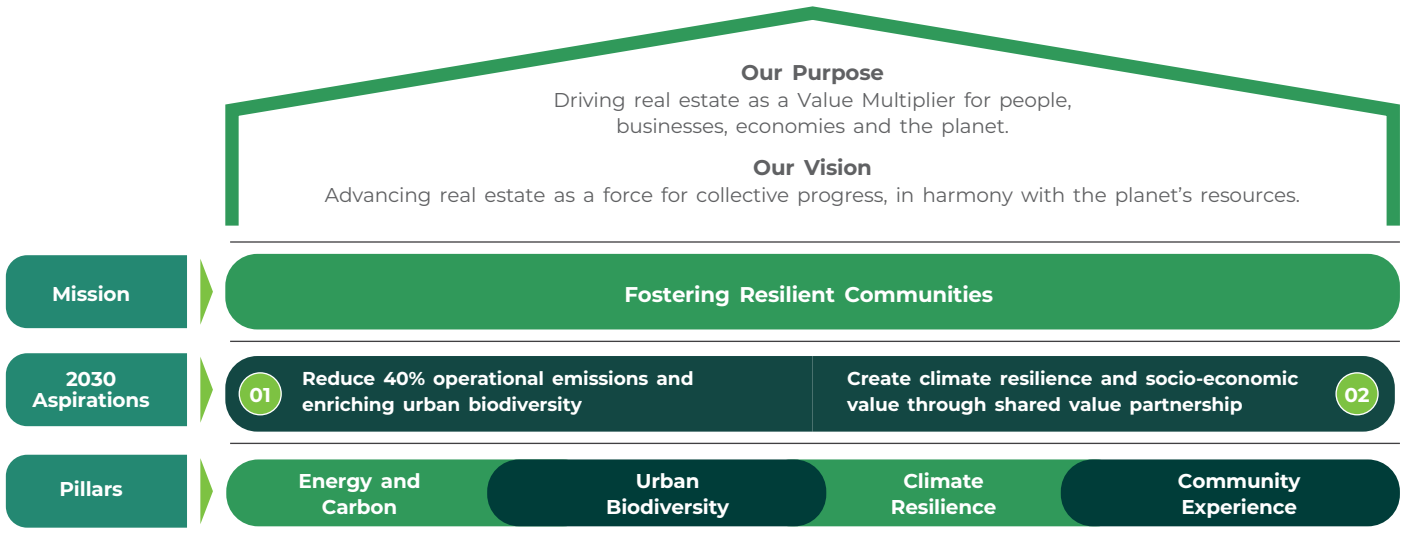 Our Purpose
Driving real estate as a Value Multiplier for people,
businesses, economies and the planet.
Our Vision
Advancing real estate as a force for collective progress, in harmony with the planet’s resources.
Mission
Fostering Resilient Communities
2030
Aspirations
01
Reduce 40% operational emissions and
enriching urban biodiversity
Create climate resilience and socio-economic
value through shared value partnership
02
Pillars
Energy and
Carbon
Urban
Biodiversity
Climate
Resilience
Community
Experience